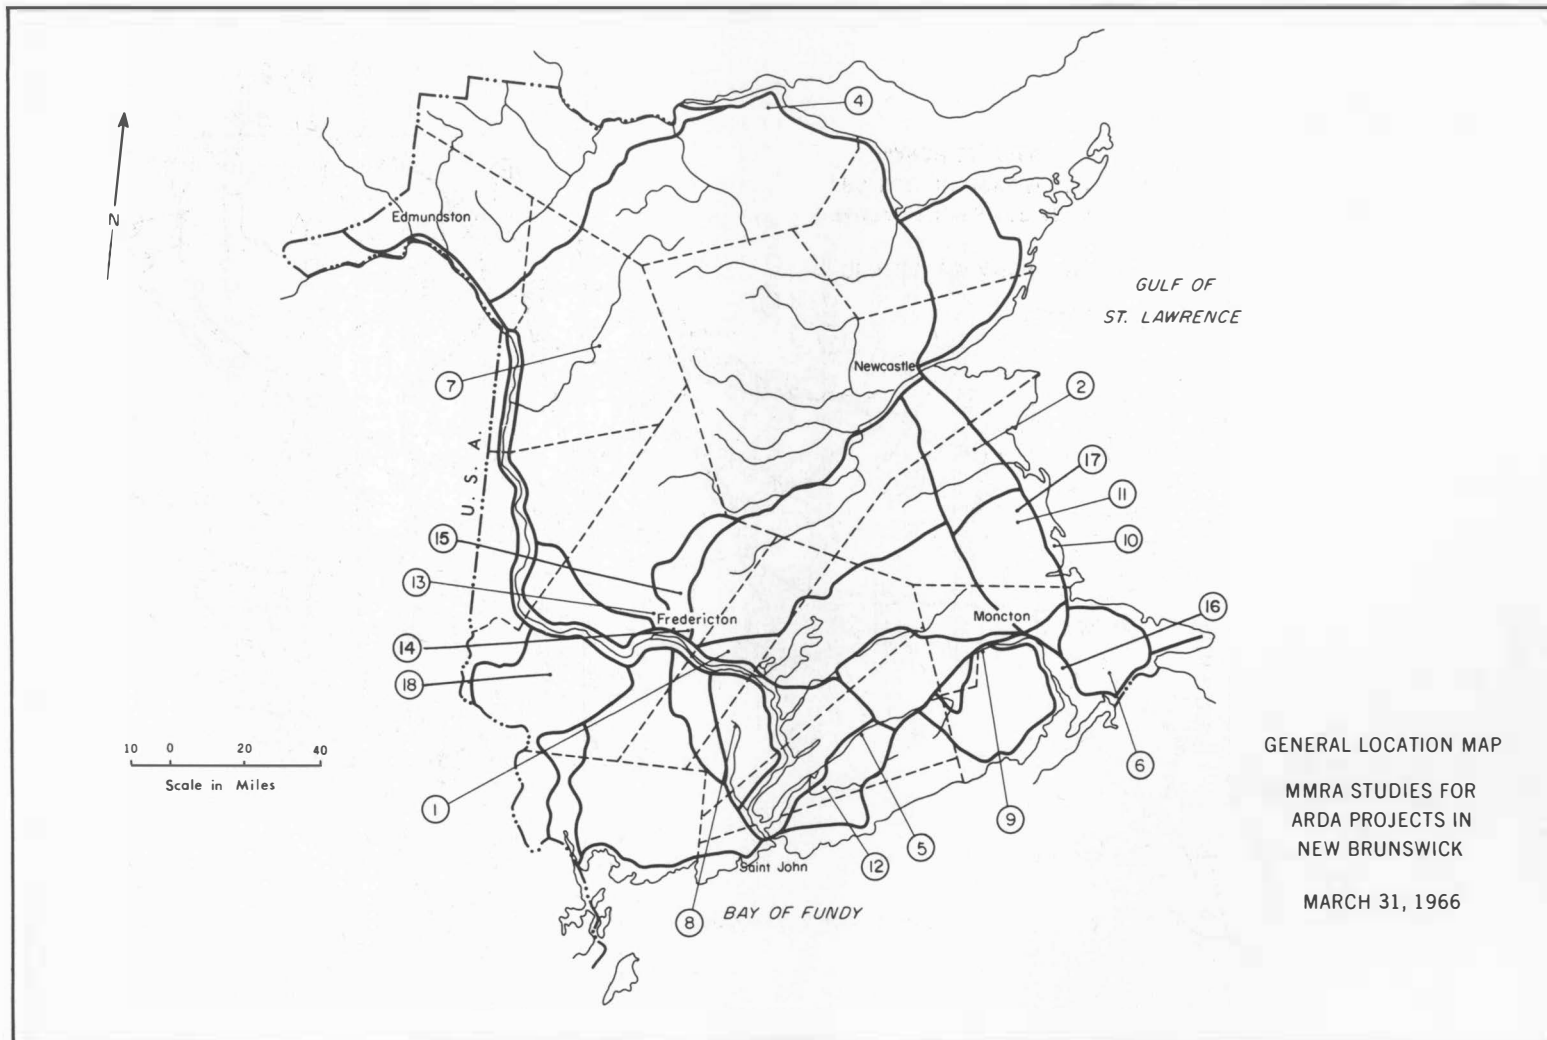 4
N
Edmundston
GULF OF
ST. LAWRENCE
Newcastle
7
2
U. S. A.
17
11
15
10
13
Fredericton
Moncton
16
14
18
10 0 20 40
Scale in Miles
GENERAL LOCATION MAP
6
MMRA STUDIES FOR
1
9
ARDA PROJECTS IN
5
NEW BRUNSWICK
12
Saint John
MARCH 31, 1966
8
BAY OF FUNDY